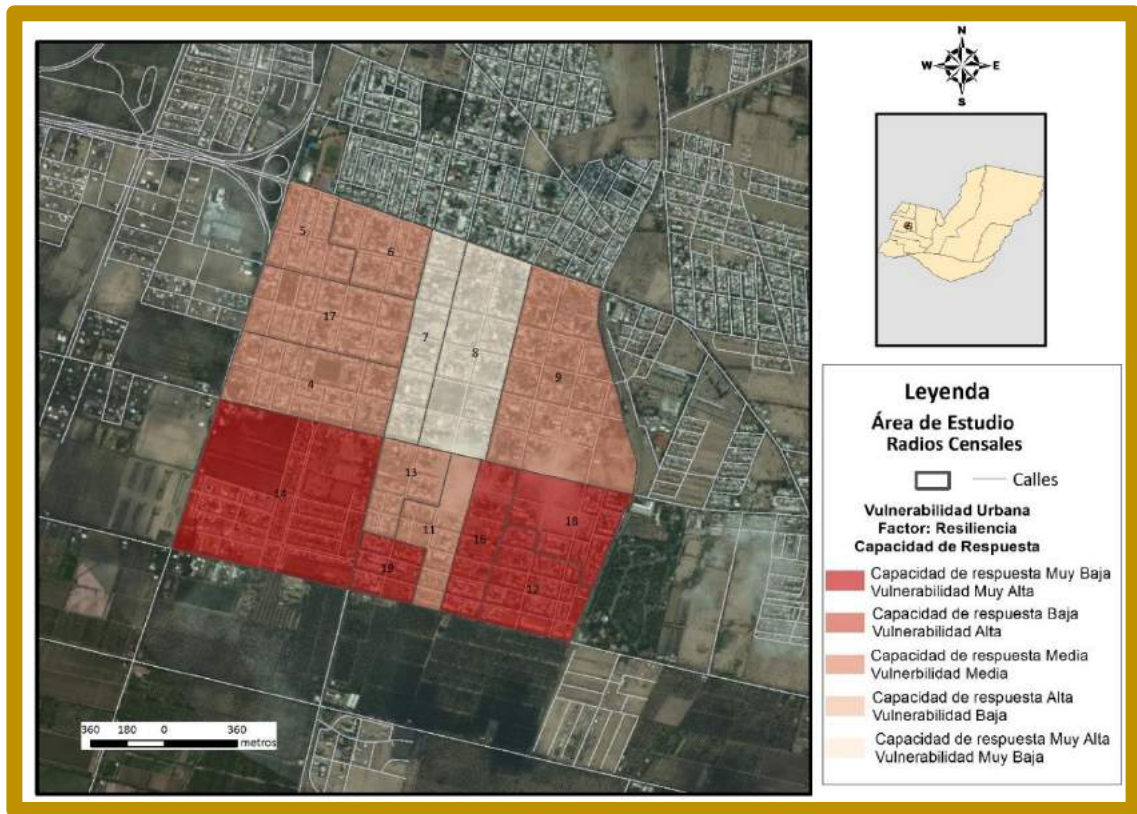 N
W E
S
5
6
17
7
8
9
4
13
14
11
16
18
19
12
360 180 0 360
metros
Leyenda
Área de Estudio
Radios Censales
Calles
Vulnerabilidad Urbana
Factor: Resiliencia
Capacidad de Respuesta
Capacidad de respuesta Muy Baja
Vulnerabilidad Muy Alta
Capacidad de respuesta Baja
Vulnerabilidad Alta
Capacidad de respuesta Media
Vulnerbilidad Media
Capacidad de respuesta Alta
Vulnerabilidad Baja
Capacidad de respuesta Muy Alta
Vulnerabilidad Muy Baja